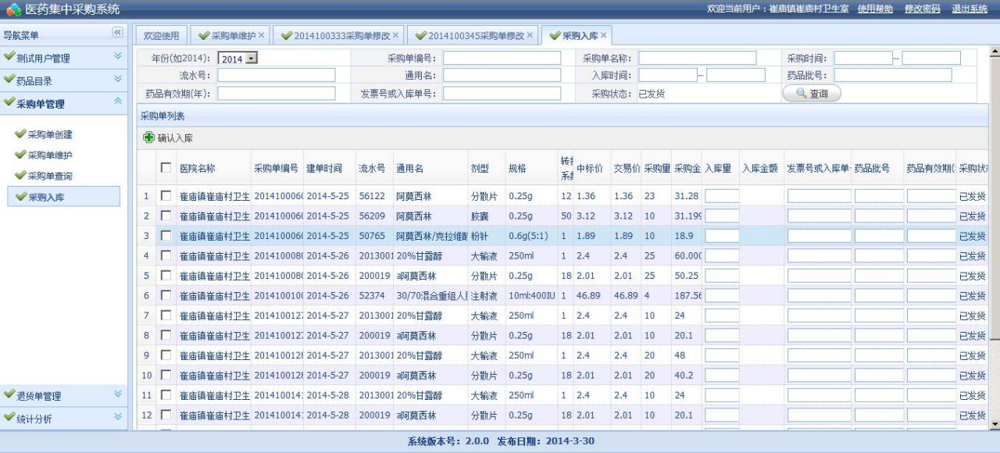 医药集中采购系统 欢迎当前用户：崔庙镇崔庙村卫生室 使用帮助 修改密码 退出系统
导航菜单
测试用户管理
药品目录
采购单管理
采购单创建
采购单维护
采购单查询
采购入库
退货单管理
统计分析
欢迎使用 采购单维护 2014100333采购单修改 2014100345采购单修改 采购入库
年份(如2014)： 2014 采购单编号： 采购单名称： 采购时间： --
流水号： 通用名： 入库时间： -- 药品批号：
药品有效期(年)： 发票号或入库单号： 采购状态： 已发货 查询
采购单列表
确认入库
医院名称 采购单编号 建单时间 流水号 通用名 剂型 规格 中标价 交易价 采购量 采购金 入库量 入库金额 发票号或入库单 药品批号 药品有效期( 采购状
1 崔庙镇崔庙村卫生 2014100060 2014-5-25 56122 阿莫西林 分散片 0.25g 12 1.36 1.36 23 31.28 已发货
2 崔庙镇崔庙村卫生 2014100060 2014-5-25 56209 阿莫西林 胶囊 0.25g 50 3.12 3.12 10 31.199 已发货
3 崔庙镇崔庙村卫生 2014100060 2014-5-25 50765 阿莫西林/克拉维酸 粉针 0.6g(5:1) 1 1.89 1.89 10 18.9 已发货
4 崔庙镇崔庙村卫生 2014100080 2014-5-26 2013001 20%甘露醇 大输液 250ml 1 2.4 2.4 25 60.000 已发货
5 崔庙镇崔庙村卫生 2014100080 2014-5-26 200019 a阿莫西林 分散片 0.25g 18 2.01 2.01 25 50.25 已发货
6 崔庙镇崔庙村卫生 2014100100 2014-5-26 52374 30/70混合重组人胰 注射液 10ml:400IU 1 46.89 46.89 4 187.56 已发货
7 崔庙镇崔庙村卫生 2014100127 2014-5-27 2013001 20%甘露醇 大输液 250ml 1 2.4 2.4 10 24 已发货
8 崔庙镇崔庙村卫生 2014100127 2014-5-27 200019 a阿莫西林 分散片 0.25g 18 2.01 2.01 10 20.1 已发货
9 崔庙镇崔庙村卫生 2014100128 2014-5-27 2013001 20%甘露醇 大输液 250ml 1 2.4 2.4 20 48 已发货
10 崔庙镇崔庙村卫生 2014100128 2014-5-27 200019 a阿莫西林 分散片 0.25g 18 2.01 2.01 20 40.2 已发货
11 崔庙镇崔庙村卫生 201410014 2014-5-28 2013001 20%甘露醇 大输液 250ml 1 2.4 2.4 10 24 已发货
12 崔庙镇崔庙村卫生 201410014 2014-5-28 200019 a阿莫西林 分散片 0.25g 18 2.01 2.01 10 20.1 已发货
系统版本号：2.0.0 发布日期：2014-3-30